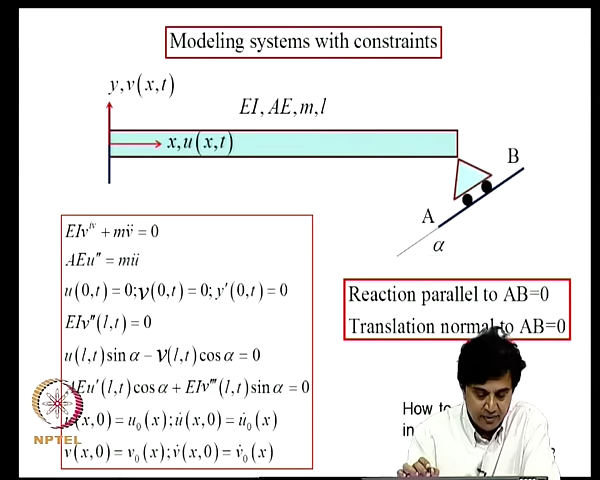 Modeling systems with constraints
y, v(x,t)
EI, AE, m, l
x, u(x,t)
B
A
α
EIv^{iv} + mv̈ = 0
AEu″ = mü
u(0,t) = 0; v(0,t) = 0; y′(0,t) = 0
EIv″(l,t) = 0
u(l,t) sin α − v(l,t) cos α = 0
AEu′(l,t) cos α + EIv‴(l,t) sin α = 0
(x,0) = u₀(x); u̇(x,0) = u̇₀(x)
v(x,0) = v₀(x); v̇(x,0) = v̇₀(x)
Reaction parallel to AB=0
Translation normal to AB=0
How to
in
?
NPTEL